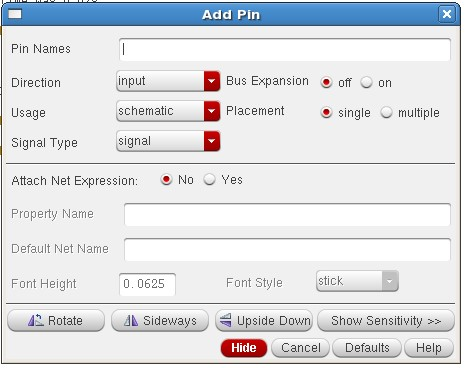 Add Pin
Pin Names
Direction input Bus Expansion off on
Usage schematic Placement single multiple
Signal Type signal
Attach Net Expression: No Yes
Property Name
Default Net Name
Font Height 0.0625 Font Style stick
Rotate Sideways Upside Down Show Sensitivity >>
Hide Cancel Defaults Help